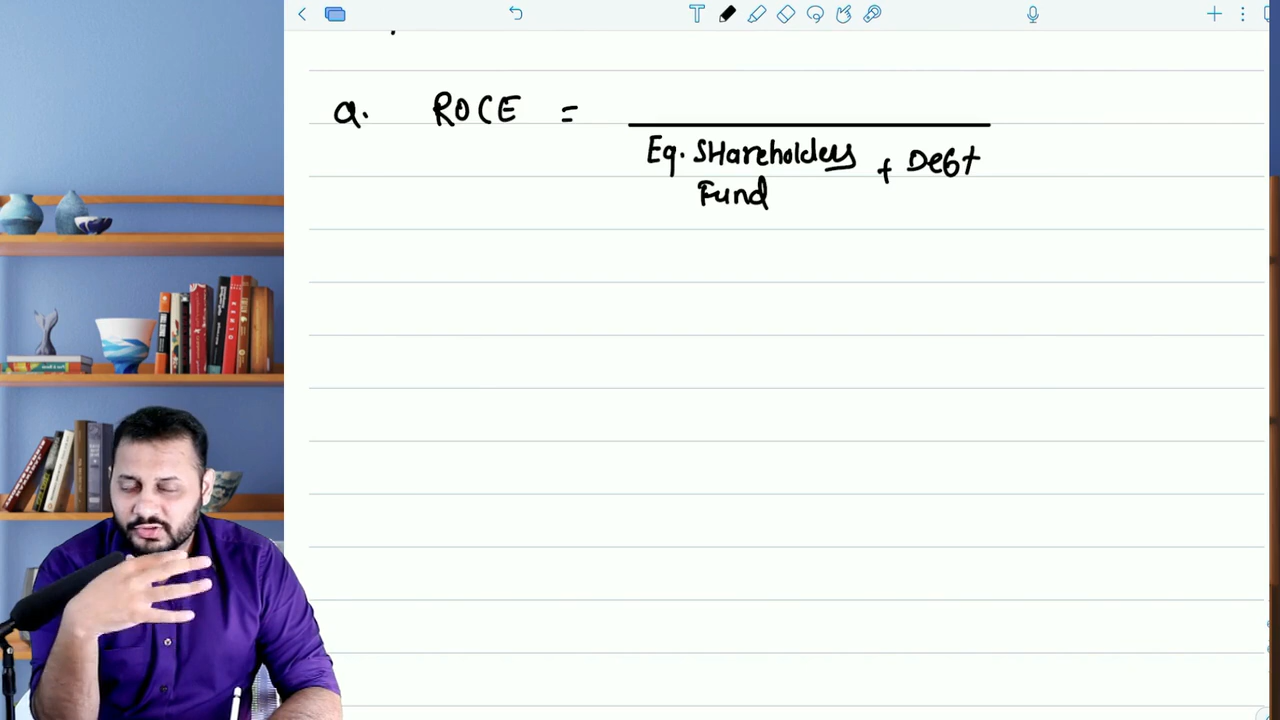 a. ROCE =
Eq. Shareholders + Debt
Fund